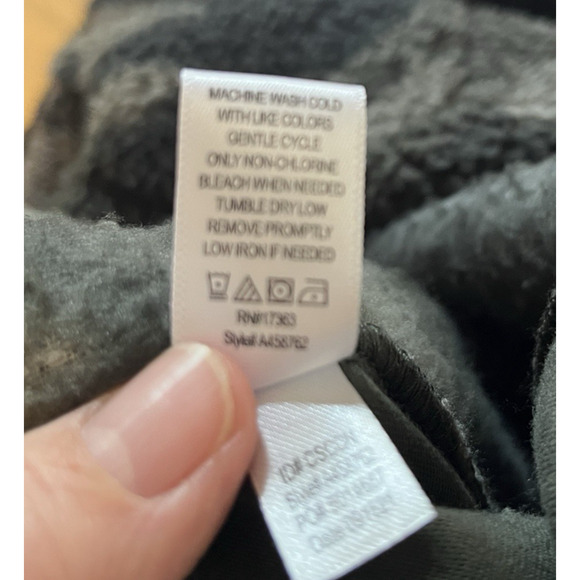 MACHINE WASH COLD
WITH LIKE COLORS
GENTLE CYCLE
ONLY NON-CHLORINE
BLEACH WHEN NEEDED
TUMBLE DRY LOW
REMOVE PROMPTLY
LOW IRON IF NEEDED
RN#17363
Style# A458762
ID#